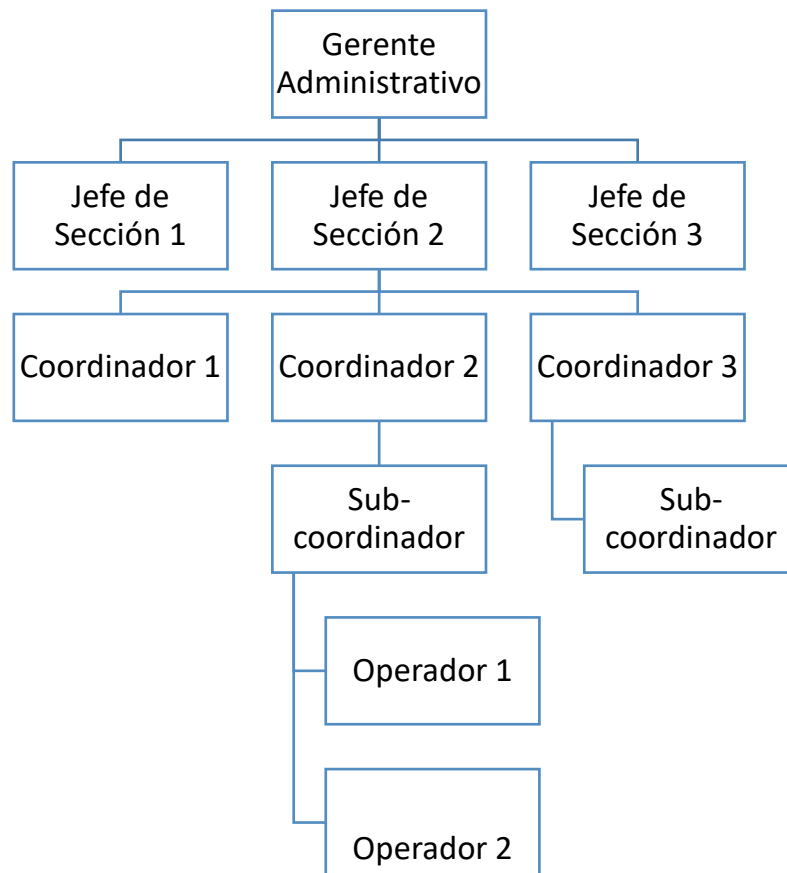 Gerente
Administrativo
Jefe de
Sección 1
Jefe de
Sección 2
Jefe de
Sección 3
Coordinador 1
Coordinador 2
Coordinador 3
Sub-
coordinador
Sub-
coordinador
Operador 1
Operador 2